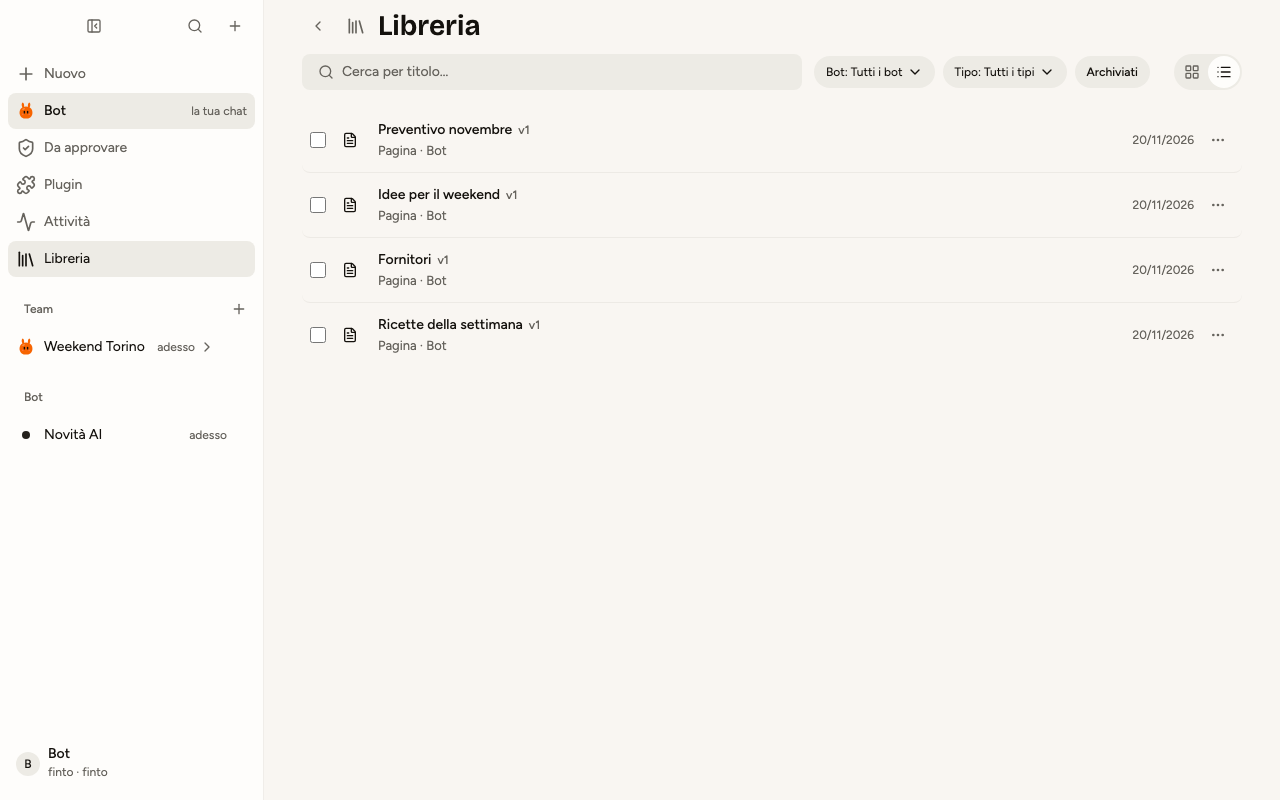 Nuovo
Bot la tua chat
Da approvare
Plugin
Attività
Libreria
Team
Weekend Torino adesso
Bot
Novità AI adesso
B
Bot
finto · finto
Libreria
Cerca per titolo...
Bot: Tutti i bot
Tipo: Tutti i tipi
Archiviati
Preventivo novembre v1
Pagina · Bot
20/11/2026
Idee per il weekend v1
Pagina · Bot
20/11/2026
Fornitori v1
Pagina · Bot
20/11/2026
Ricette della settimana v1
Pagina · Bot
20/11/2026